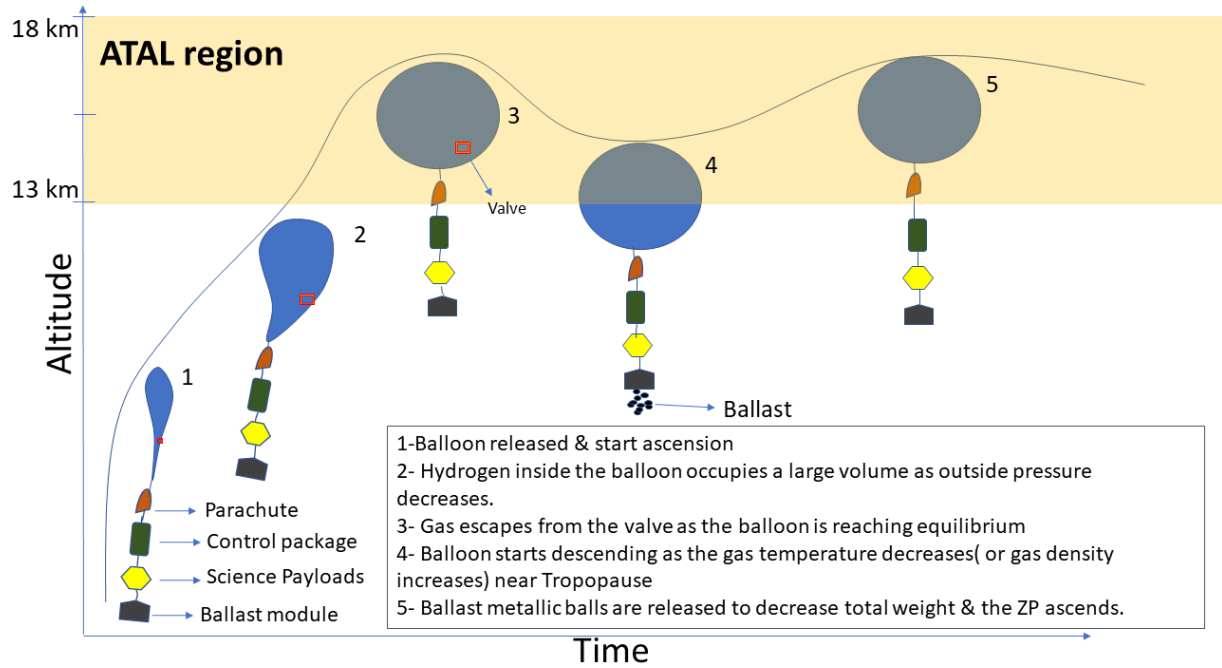 18 km
ATAL region
5
3
4
13 km
Valve
2
Altitude
1
Ballast
Parachute
Control package
Science Payloads
Ballast module
1-Balloon released & start ascension
2- Hydrogen inside the balloon occupies a large volume as outside pressure
decreases.
3- Gas escapes from the valve as the balloon is reaching equilibrium
4- Balloon starts descending as the gas temperature decreases( or gas density
increases) near Tropopause
5- Ballast metallic balls are released to decrease total weight & the ZP ascends.
Time